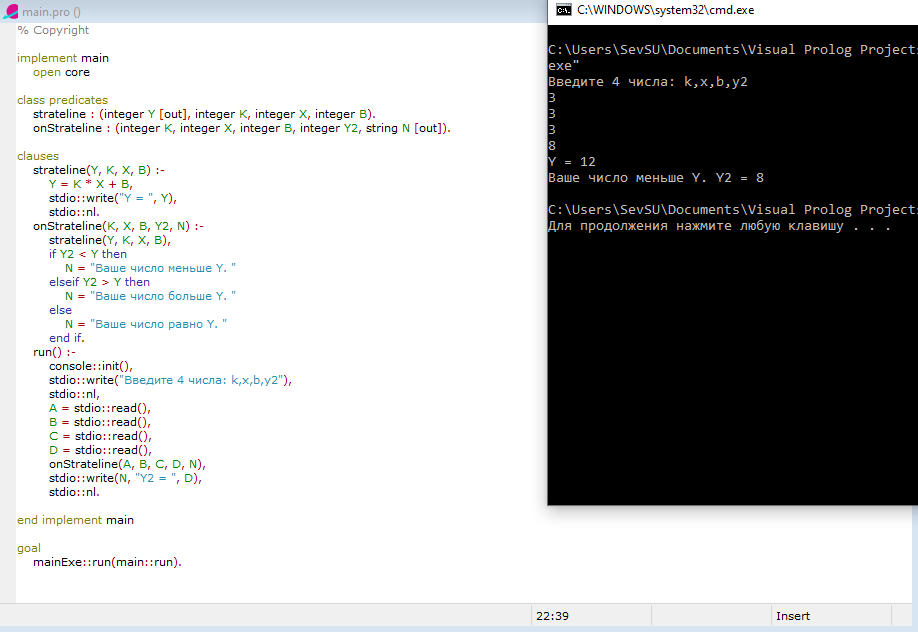 main.pro ()
% Copyright
implement main
open core
class predicates
strateline : (integer Y [out], integer K, integer X, integer B).
onStrateline : (integer K, integer X, integer B, integer Y2, string N [out]).
clauses
strateline(Y, K, X, B) :-
Y = K * X + B,
stdio::write("Y = ", Y),
stdio::nl.
onStrateline(K, X, B, Y2, N) :-
strateline(Y, K, X, B),
if Y2 < Y then
N = "Ваше число меньше Y. "
elseif Y2 > Y then
N = "Ваше число больше Y. "
else
N = "Ваше число равно Y. "
end if.
run() :-
console::init(),
stdio::write("Введите 4 числа: k,x,b,y2"),
stdio::nl,
A = stdio::read(),
B = stdio::read(),
C = stdio::read(),
D = stdio::read(),
onStrateline(A, B, C, D, N),
stdio::write(N, "Y2 = ", D),
stdio::nl.
end implement main
goal
mainExe::run(main::run).
22:39
Insert
C:\WINDOWS\system32\cmd.exe
C:\Users\SevSU\Documents\Visual Prolog Projects
exe"
Введите 4 числа: k,x,b,y2
3
3
3
8
Y = 12
Ваше число меньше Y. Y2 = 8
C:\Users\SevSU\Documents\Visual Prolog Projects
Для продолжения нажмите любую клавишу . . .